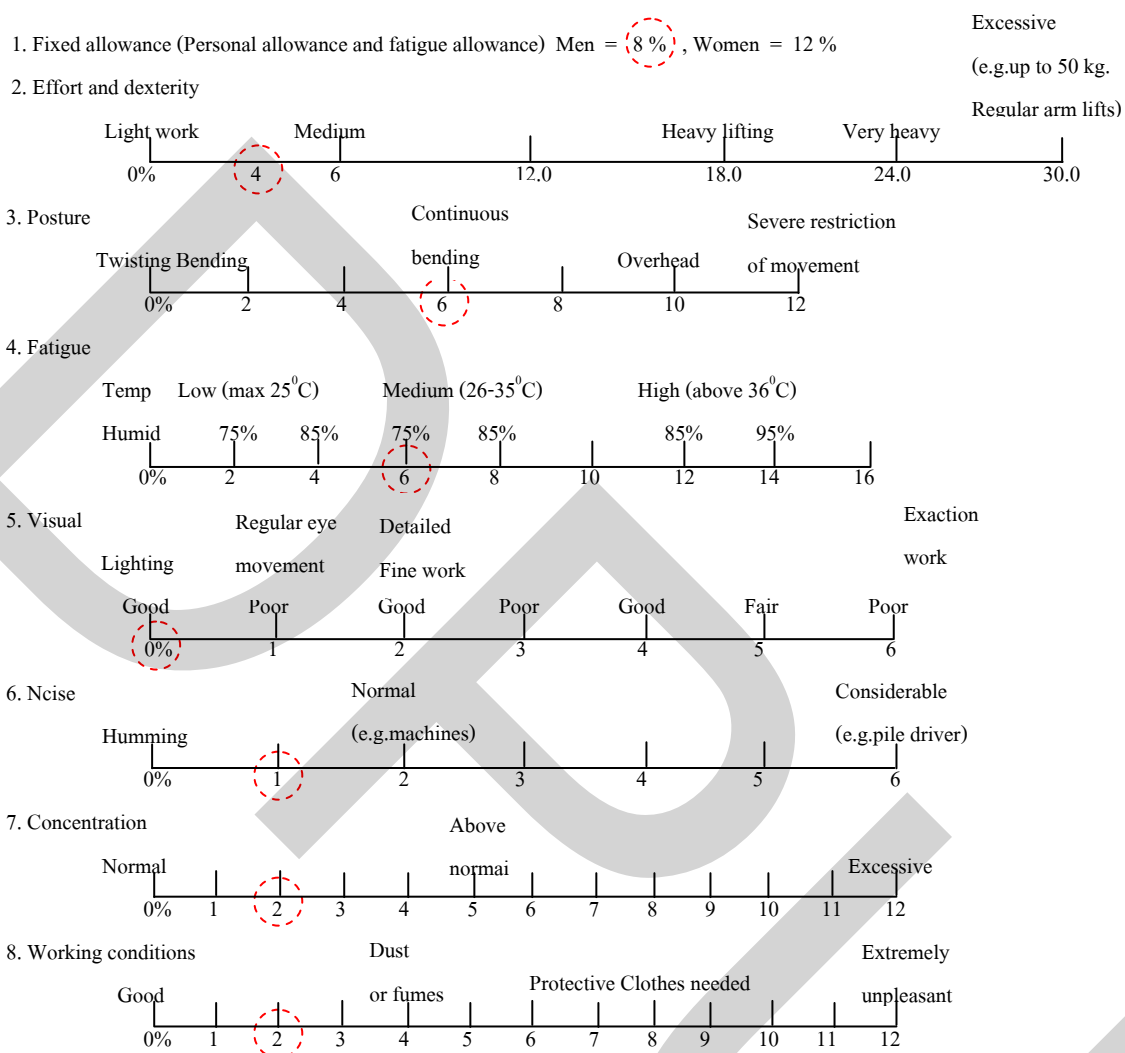 Excessive
1. Fixed allowance (Personal allowance and fatigue allowance) Men = 8 % , Women = 12 %
(e.g.up to 50 kg.
2. Effort and dexterity
Regular arm lifts)
Light work Medium Heavy lifting Very heavy
0% 4 6 12.0 18.0 24.0 30.0
3. Posture
Continuous
Severe restriction
Twisting Bending bending Overhead of movement
0% 2 4 6 8 10 12
4. Fatigue
Temp Low (max 25⁰C) Medium (26-35⁰C) High (above 36⁰C)
Humid 75% 85% 75% 85% 85% 95%
0% 2 4 6 8 10 12 14 16
5. Visual Regular eye Detailed Exaction
Lighting movement Fine work work
Good Poor Good Poor Good Fair Poor
0% 1 2 3 4 5 6
6. Ncise Normal Considerable
Humming (e.g.machines) (e.g.pile driver)
0% 1 2 3 4 5 6
7. Concentration Above
Normal normai Excessive
0% 1 2 3 4 5 6 7 8 9 10 11 12
8. Working conditions Dust Extremely
Good or fumes Protective Clothes needed unpleasant
0% 1 2 3 4 5 6 7 8 9 10 11 12